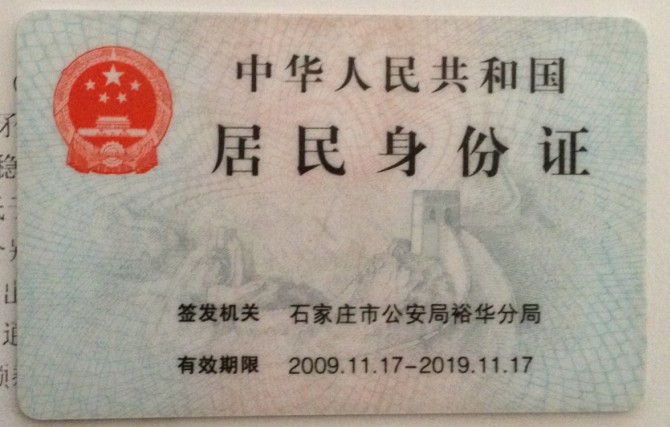 中华人民共和国
居民身份证
签发机关 石家庄市公安局裕华分局
有效期限 2009.11.17-2019.11.17